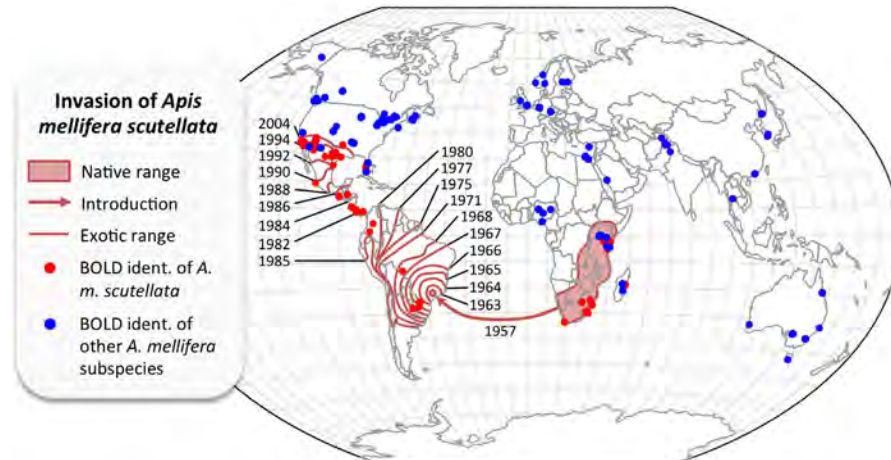 Invasion of Apis
mellifera scutellata
Native range
Introduction
Exotic range
BOLD ident. of A.
m. scutellata
BOLD ident. of
other A. mellifera
subspecies
2004
1994
1992
1990
1988
1986
1984
1982
1985
1980
1977
1975
1971
1968
1967
1966
1965
1964
1963
1957